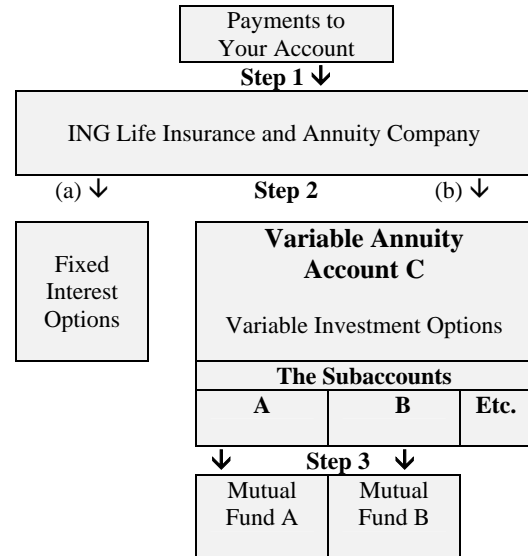 Payments to
Your Account
Step 1 ↓
ING Life Insurance and Annuity Company
(a) ↓ Step 2 (b) ↓
Fixed
Interest
Options
Variable Annuity
Account C
Variable Investment Options
The Subaccounts
A B Etc.
↓ Step 3 ↓
Mutual
Fund A
Mutual
Fund B